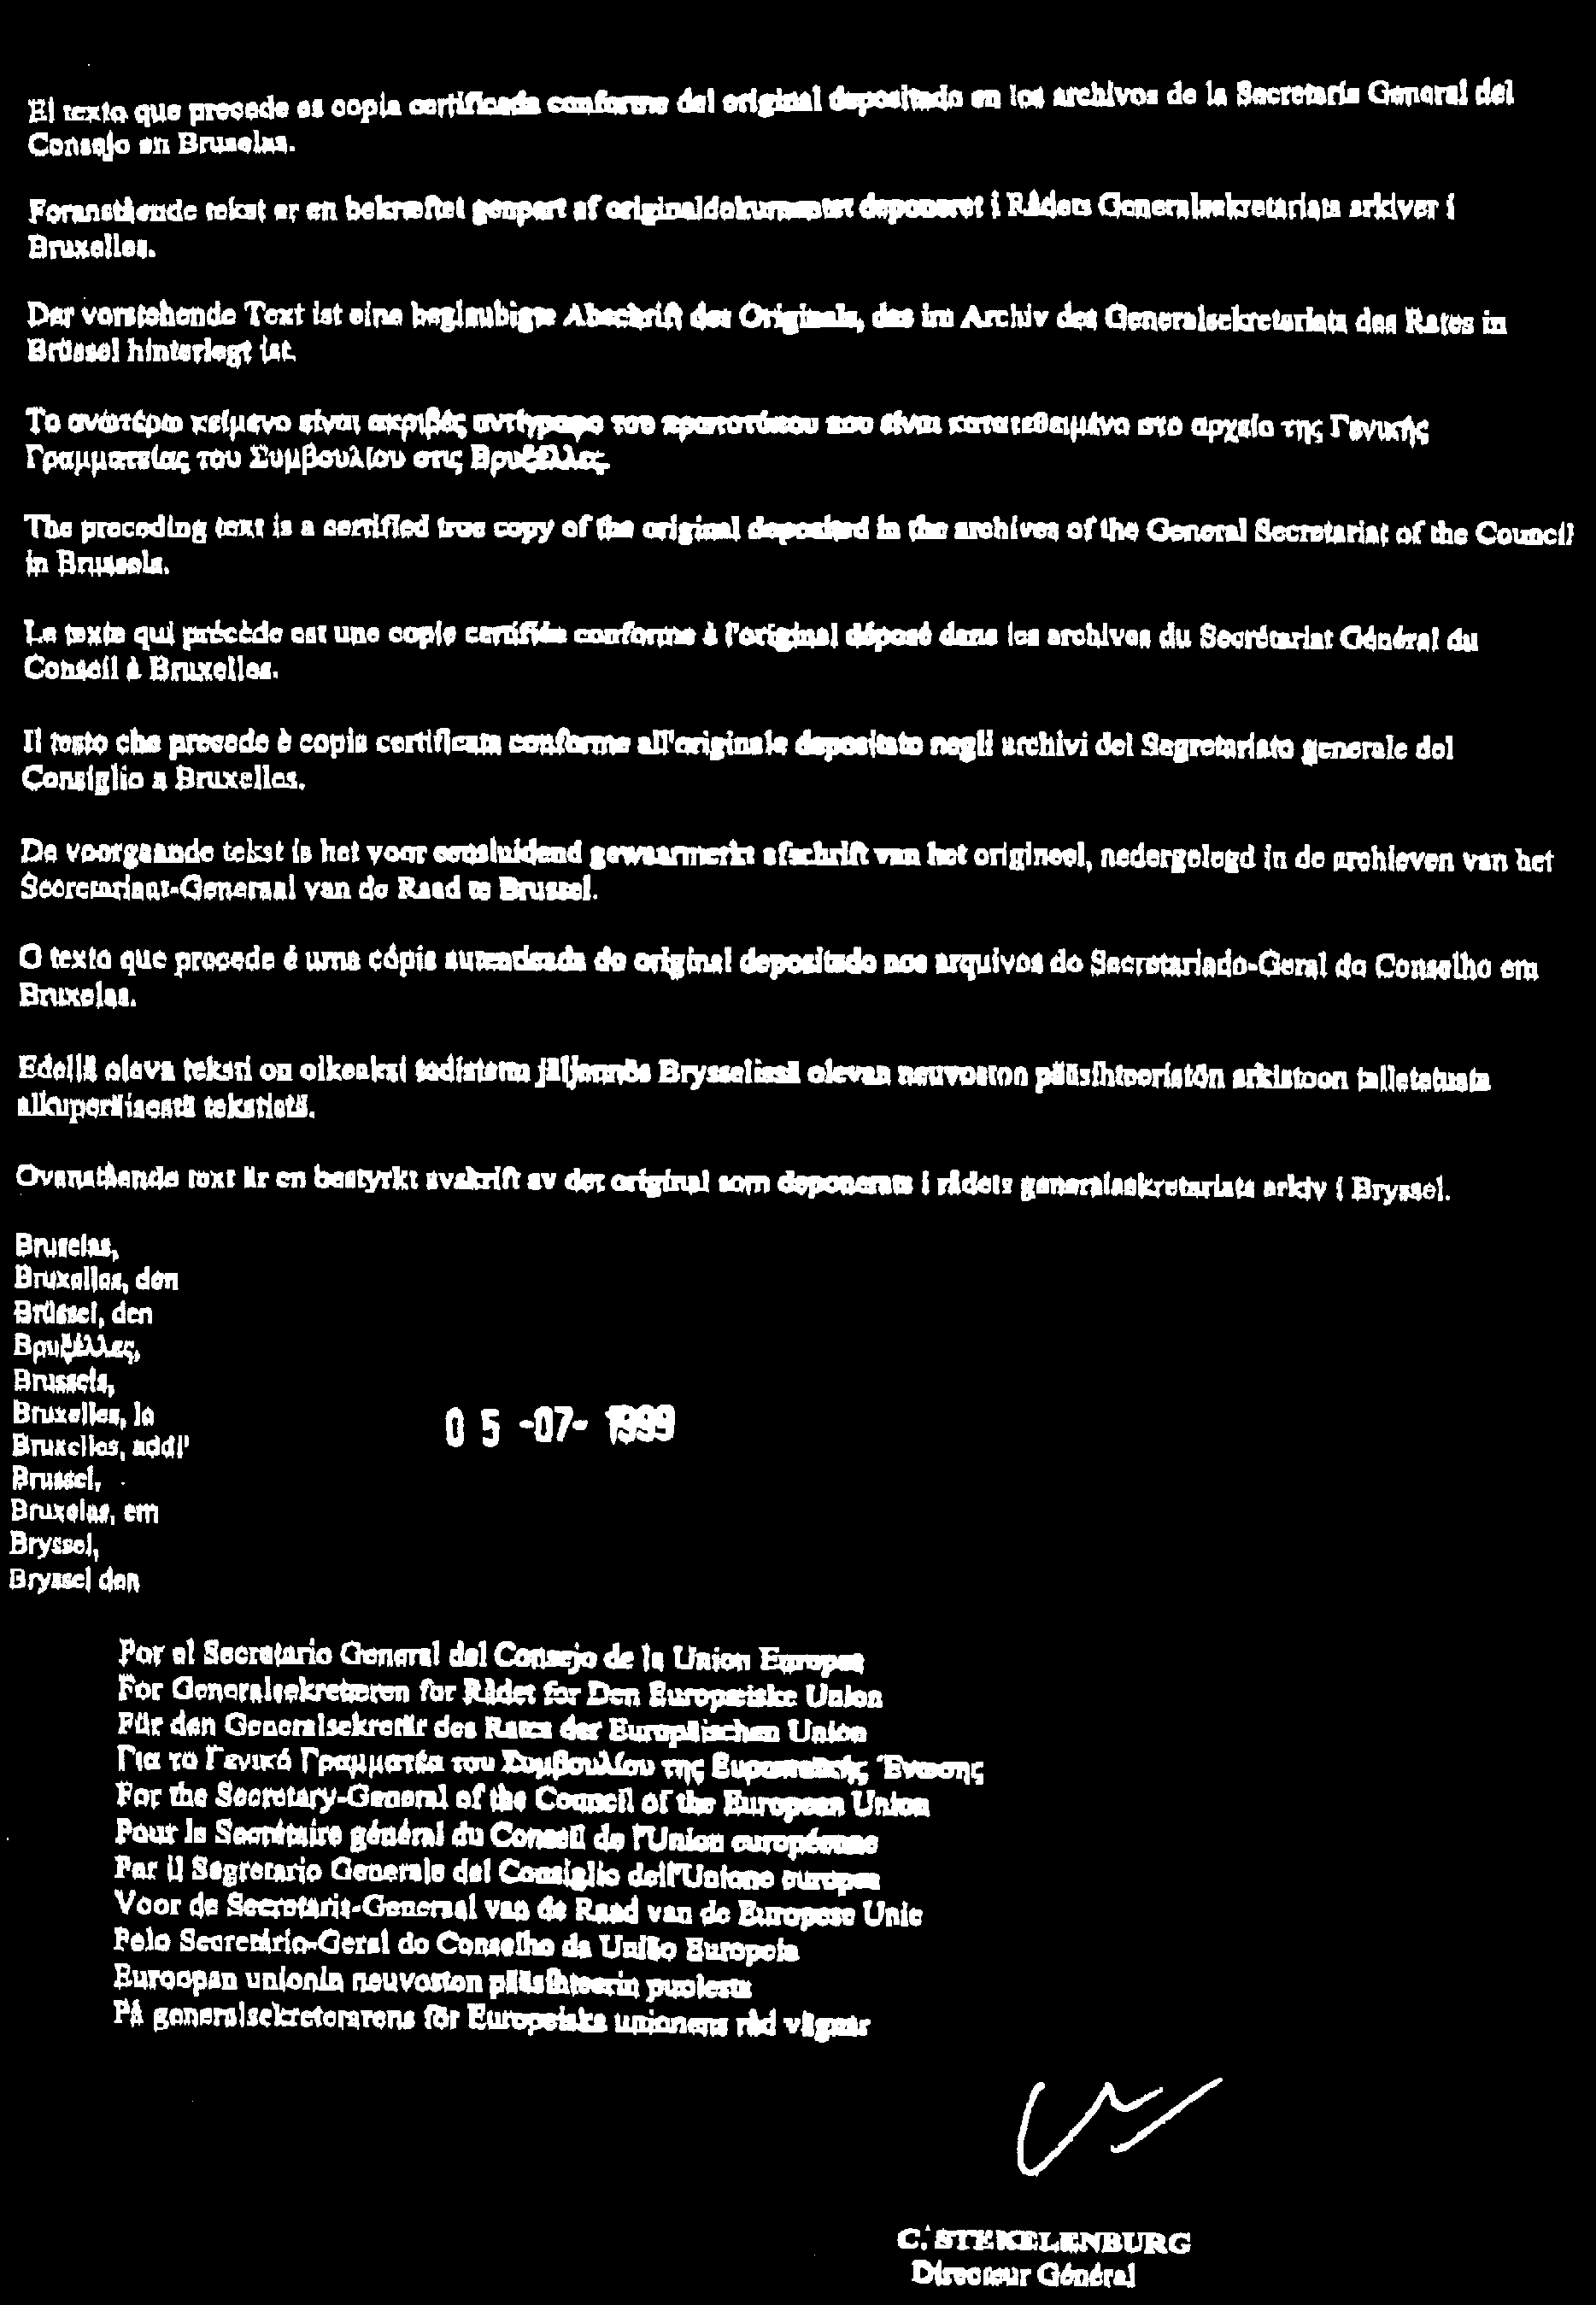 El texto que precede es copia certificada conforme del original depositado en los archivos de la Secretaría General del
Consejo en Bruselas.
Foranstående tekst er en bekræftet genpart af originaldokumentet deponeret i Rådets Generalsekretariats arkiver i
Bruxelles.
Der vorstehende Text ist eine beglaubigte Abschrift des Originals, das im Archiv des Generalsekretariats des Rates in
Brüssel hinterlegt ist.
Το ανωτέρω κείμενο είναι ακριβές αντίγραφο του πρωτοτύπου που είναι κατατεθειμένο στο αρχείο της Γενικής
Γραμματείας του Συμβουλίου στις Βρυξέλλες.
The preceding text is a certified true copy of the original deposited in the archives of the General Secretariat of the Council
in Brussels.
Le texte qui précède est une copie certifiée conforme à l'original déposé dans les archives du Secrétariat Général du
Conseil à Bruxelles.
Il testo che precede è copia certificata conforme all'originale depositato negli archivi del Segretariato generale del
Consiglio a Bruxelles.
De voorgaande tekst is het voor eensluidend gewaarmerkt afschrift van het origineel, nedergelegd in de archieven van het
Secretariaat-Generaal van de Raad te Brussel.
O texto que precede é uma cópia autenticada do original depositado nos arquivos do Secretariado-Geral do Conselho em
Bruxelas.
Edellä oleva teksti on oikeaksi todistettu jäljennös Brysselissä olevan neuvoston pääsihteeristön arkistoon talletetusta
alkuperäisestä tekstistä.
Ovanstående text är en bestyrkt avskrift av det original som deponerats i rådets generalsekretariats arkiv i Bryssel.
Bruselas,
Bruxelles, den
Brüssel, den
Βρυξέλλες,
Brussels,
Bruxelles, le
Bruxelles, addi'
Brussel,
Bruxelas, em
Bryssel,
Bryssel den
0 5 -07- 1999
Por el Secretario General del Consejo de la Union Europea
For Generalsekretæren for Rådet for Den Europæiske Union
Für den Generalsekretär des Rates der Europäischen Union
Για το Γενικό Γραμματέα του Συμβουλίου της Ευρωπαϊκής Ένωσης
For the Secretary-General of the Council of the European Union
Pour le Secrétaire général du Conseil de l'Union européenne
Per il Segretario Generale del Consiglio dell'Unione europea
Voor de Secretaris-Generaal van de Raad van de Europese Unie
Pelo Secretário-Geral do Conselho da União Europeia
Euroopan unionin neuvoston pääsihteerin puolesta
På generalsekreterarens för Europeiska unionens råd vägnar
C. STEKELENBURG
Directeur Général